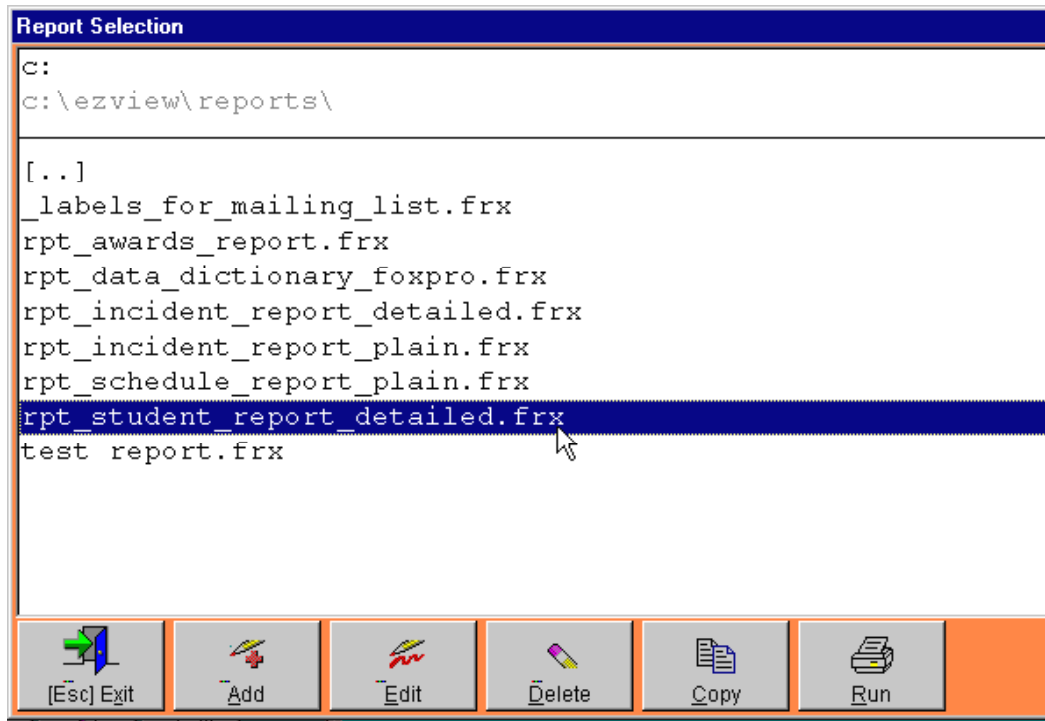 Report Selection
c:
c:\ezview\reports\
[..]
_labels_for_mailing_list.frx
rpt_awards_report.frx
rpt_data_dictionary_foxpro.frx
rpt_incident_report_detailed.frx
rpt_incident_report_plain.frx
rpt_schedule_report_plain.frx
rpt_student_report_detailed.frx
test report.frx
[Esc] Exit Add Edit Delete Copy Run